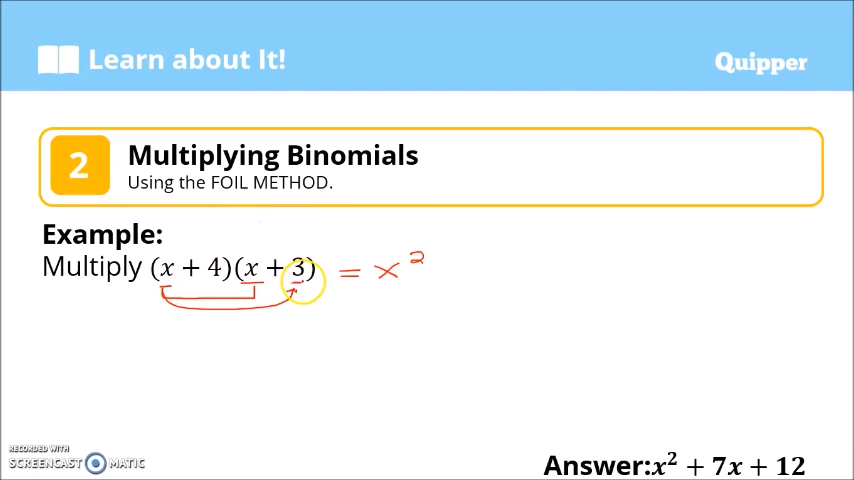 Learn about It!
Quipper
2
Multiplying Binomials
Using the FOIL METHOD.
Example:
Multiply (x + 4)(x + 3) = x²
RECORDED WITH
SCREENCAST MATIC
Answer:x² + 7x + 12